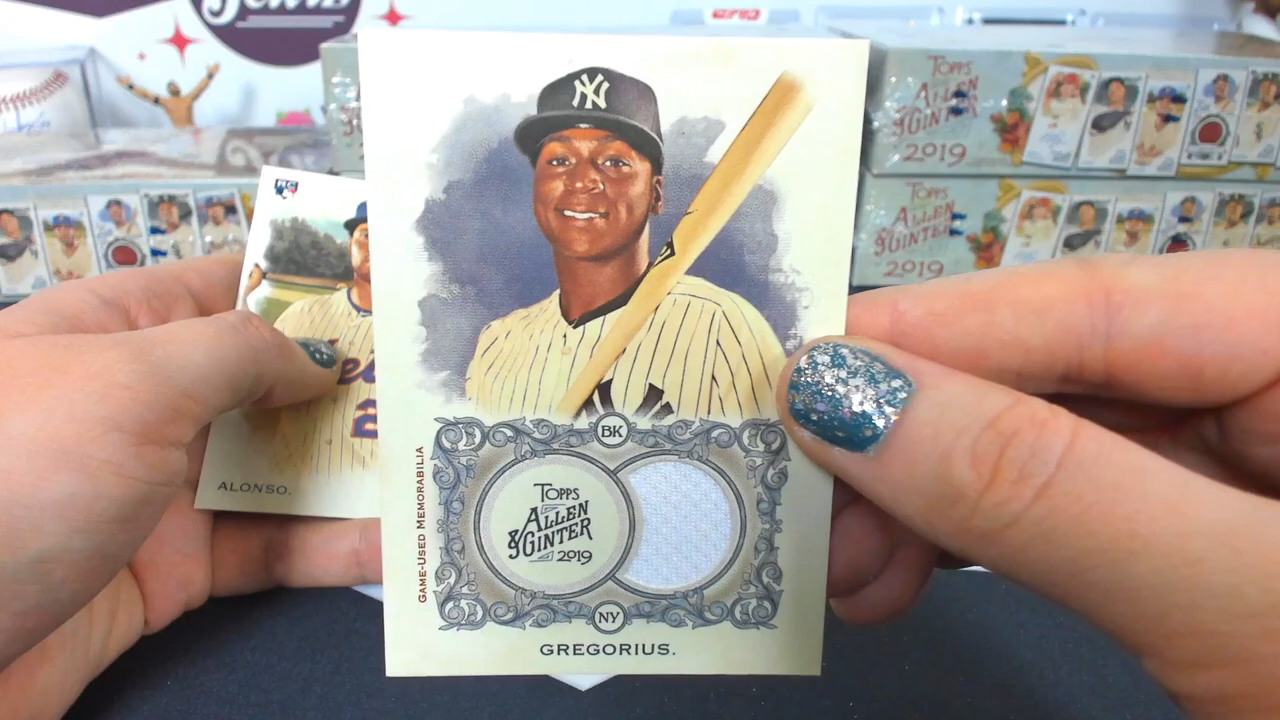 TOPPS
ALLEN
& GINTER
2019
TOPPS
ALLEN
& GINTER
2019
RC
ALONSO.
NY
GAME-USED MEMORABILIA
BK
TOPPS
ALLEN
& GINTER
2019
NY
GREGORIUS.